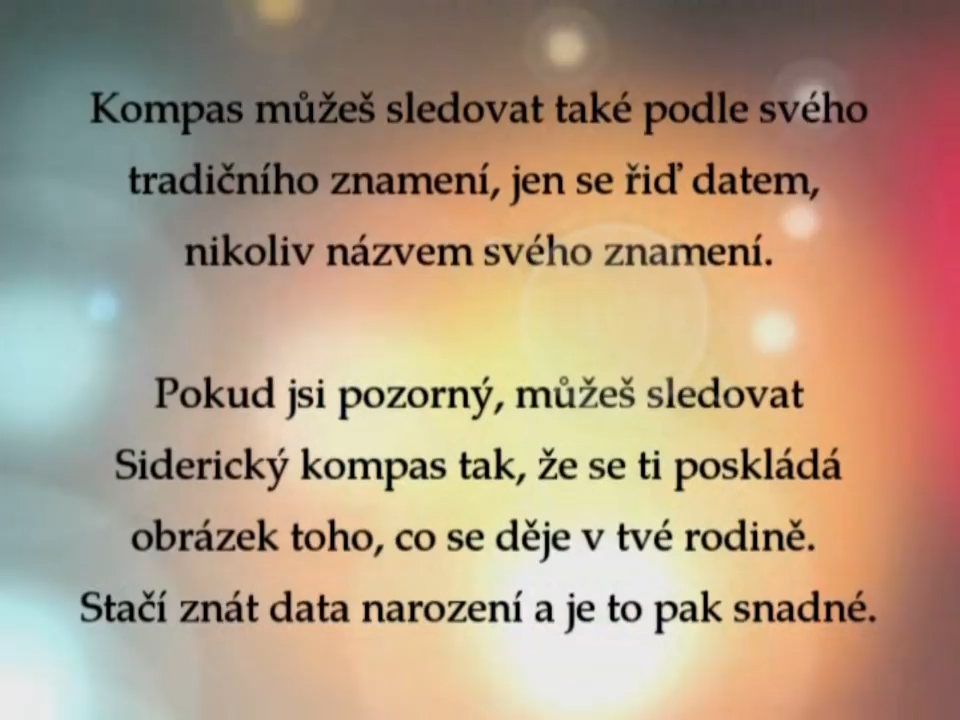 Kompas můžeš sledovat také podle svého
tradičního znamení, jen se řiď datem,
nikoliv názvem svého znamení.
Pokud jsi pozorný, můžeš sledovat
Siderický kompas tak, že se ti poskládá
obrázek toho, co se děje v tvé rodině.
Stačí znát data narození a je to pak snadné.